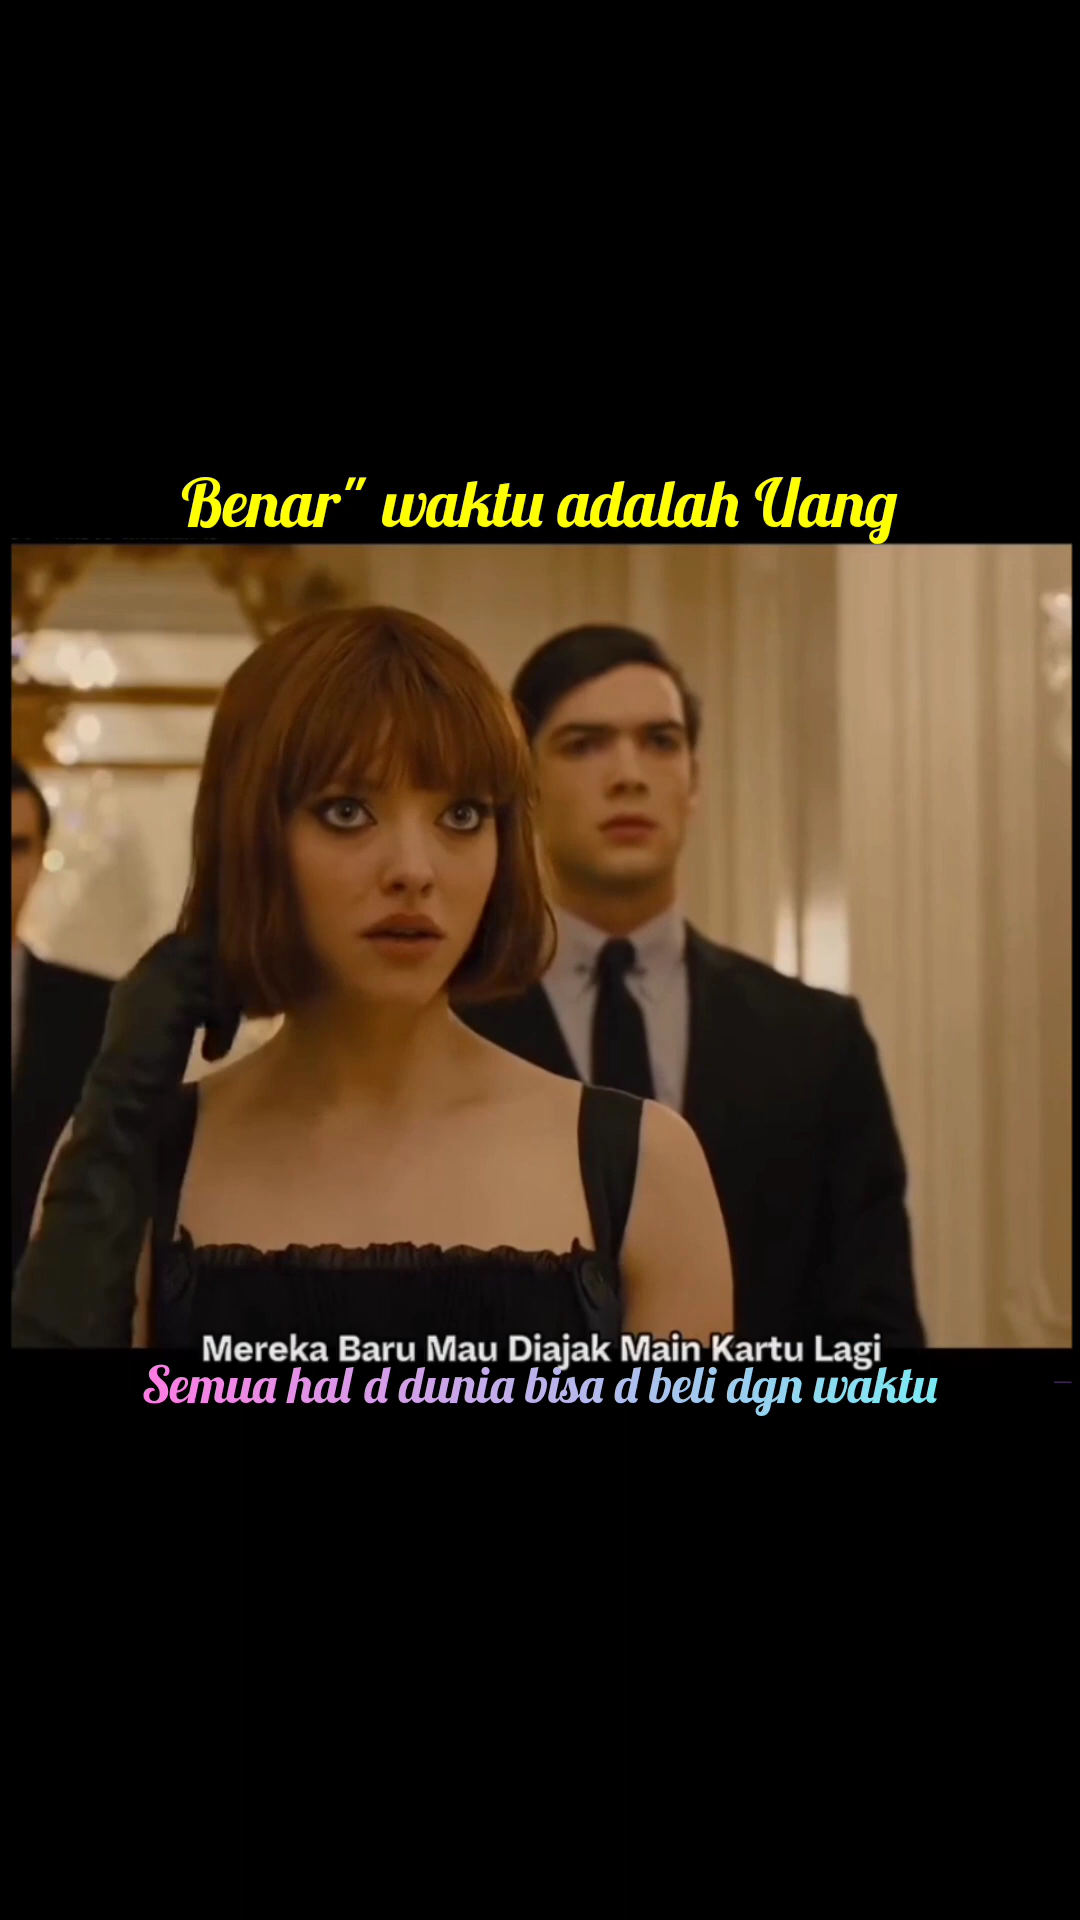 Benar" waktu adalah Uang
Mereka Baru Mau Diajak Main Kartu Lagi
Semua hal d dunia bisa d beli dgn waktu